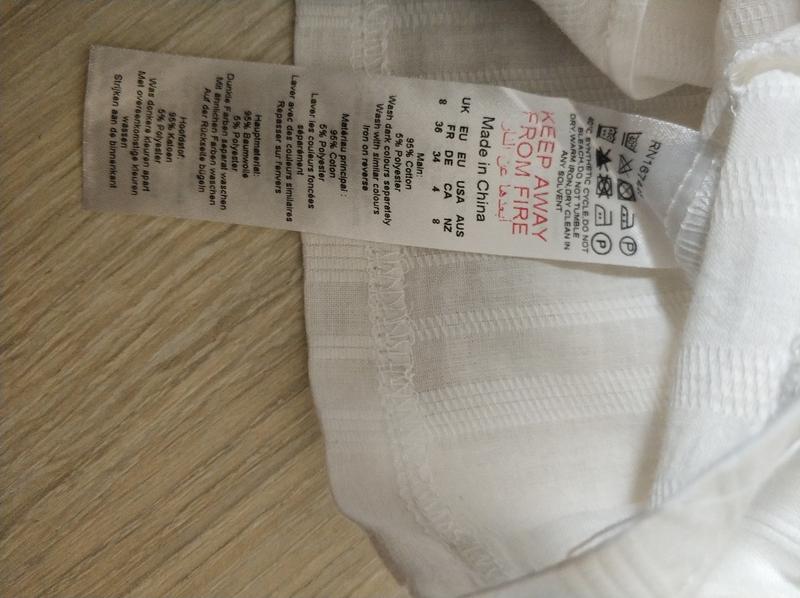 40°C SYNTHETIC CYCLE.DO NOT
BLEACH.DO NOT TUMBLE
DRY.WARM IRON.DRY CLEAN IN
ANY SOLVENT
KEEP AWAY
FROM FIRE
أبعدها عن النار
Made in China
UK EU EU USA AUS
FR DE CA NZ
8 36 34 4 8
Main:
95% Cotton
5% Polyester
Wash dark colours separately
Wash with similar colours
Iron on reverse
Matériau principal :
95% Coton
5% Polyester
Laver les couleurs foncées
séparément
Laver avec des couleurs similaires
Repasser sur l'envers
Hauptmaterial:
95% Baumwolle
5% Polyester
Dunkle Farben separat waschen
Mit ähnlichen Farben waschen
Auf der Rückseite bügeln
Hoofdstof:
95% Katoen
5% Polyester
Was donkere kleuren apart
Met overeenkomstige kleuren
wassen
Strijken aan de binnenkant